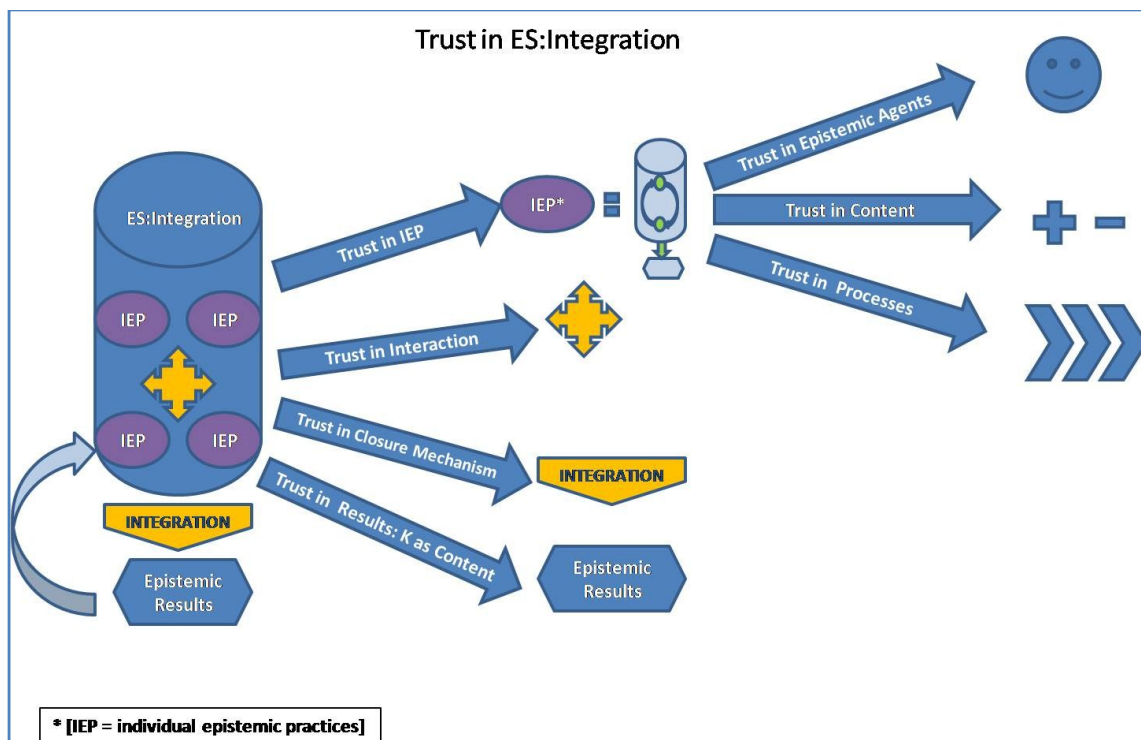 Trust in ES:Integration
ES:Integration
IEP
IEP
IEP
IEP
INTEGRATION
Epistemic
Results
Trust in IEP
Trust in Interaction
Trust in Closure Mechanism
Trust in Results: K as Content
IEP*
INTEGRATION
Epistemic
Results
Trust in Epistemic Agents
Trust in Content
Trust in Processes
* [IEP = individual epistemic practices]